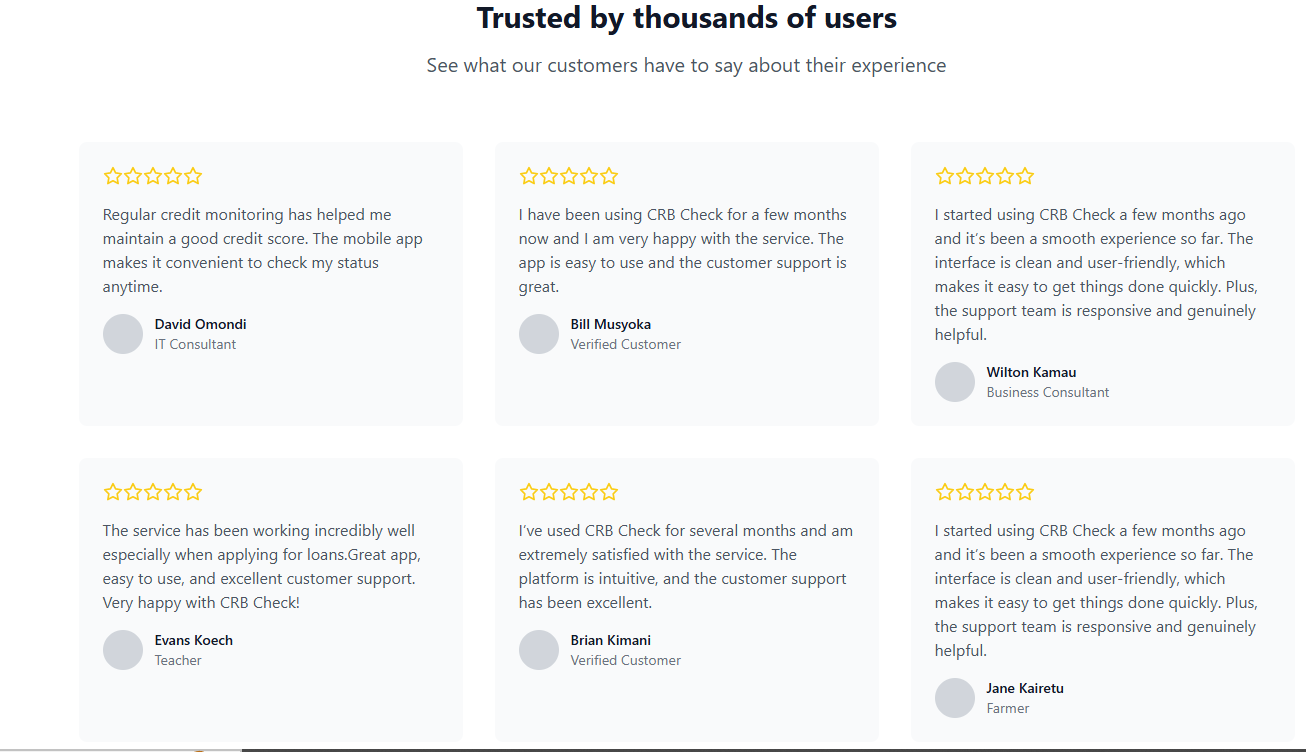 Trusted by thousands of users
See what our customers have to say about their experience
Regular credit monitoring has helped me
maintain a good credit score. The mobile app
makes it convenient to check my status
anytime.
David Omondi
IT Consultant
I have been using CRB Check for a few months
now and I am very happy with the service. The
app is easy to use and the customer support is
great.
Bill Musyoka
Verified Customer
I started using CRB Check a few months ago
and it’s been a smooth experience so far. The
interface is clean and user-friendly, which
makes it easy to get things done quickly. Plus,
the support team is responsive and genuinely
helpful.
Wilton Kamau
Business Consultant
The service has been working incredibly well
especially when applying for loans.Great app,
easy to use, and excellent customer support.
Very happy with CRB Check!
Evans Koech
Teacher
I’ve used CRB Check for several months and am
extremely satisfied with the service. The
platform is intuitive, and the customer support
has been excellent.
Brian Kimani
Verified Customer
I started using CRB Check a few months ago
and it’s been a smooth experience so far. The
interface is clean and user-friendly, which
makes it easy to get things done quickly. Plus,
the support team is responsive and genuinely
helpful.
Jane Kairetu
Farmer